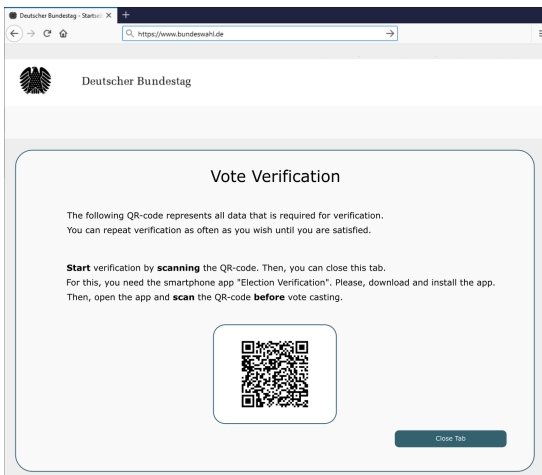 Deutscher Bundestag - Startseit
https://www.bundeswahl.de
Deutscher Bundestag
Vote Verification
The following QR-code represents all data that is required for verification.
You can repeat verification as often as you wish until you are satisfied.
Start verification by scanning the QR-code. Then, you can close this tab.
For this, you need the smartphone app "Election Verification". Please, download and install the app.
Then, open the app and scan the QR-code before vote casting.
Close Tab